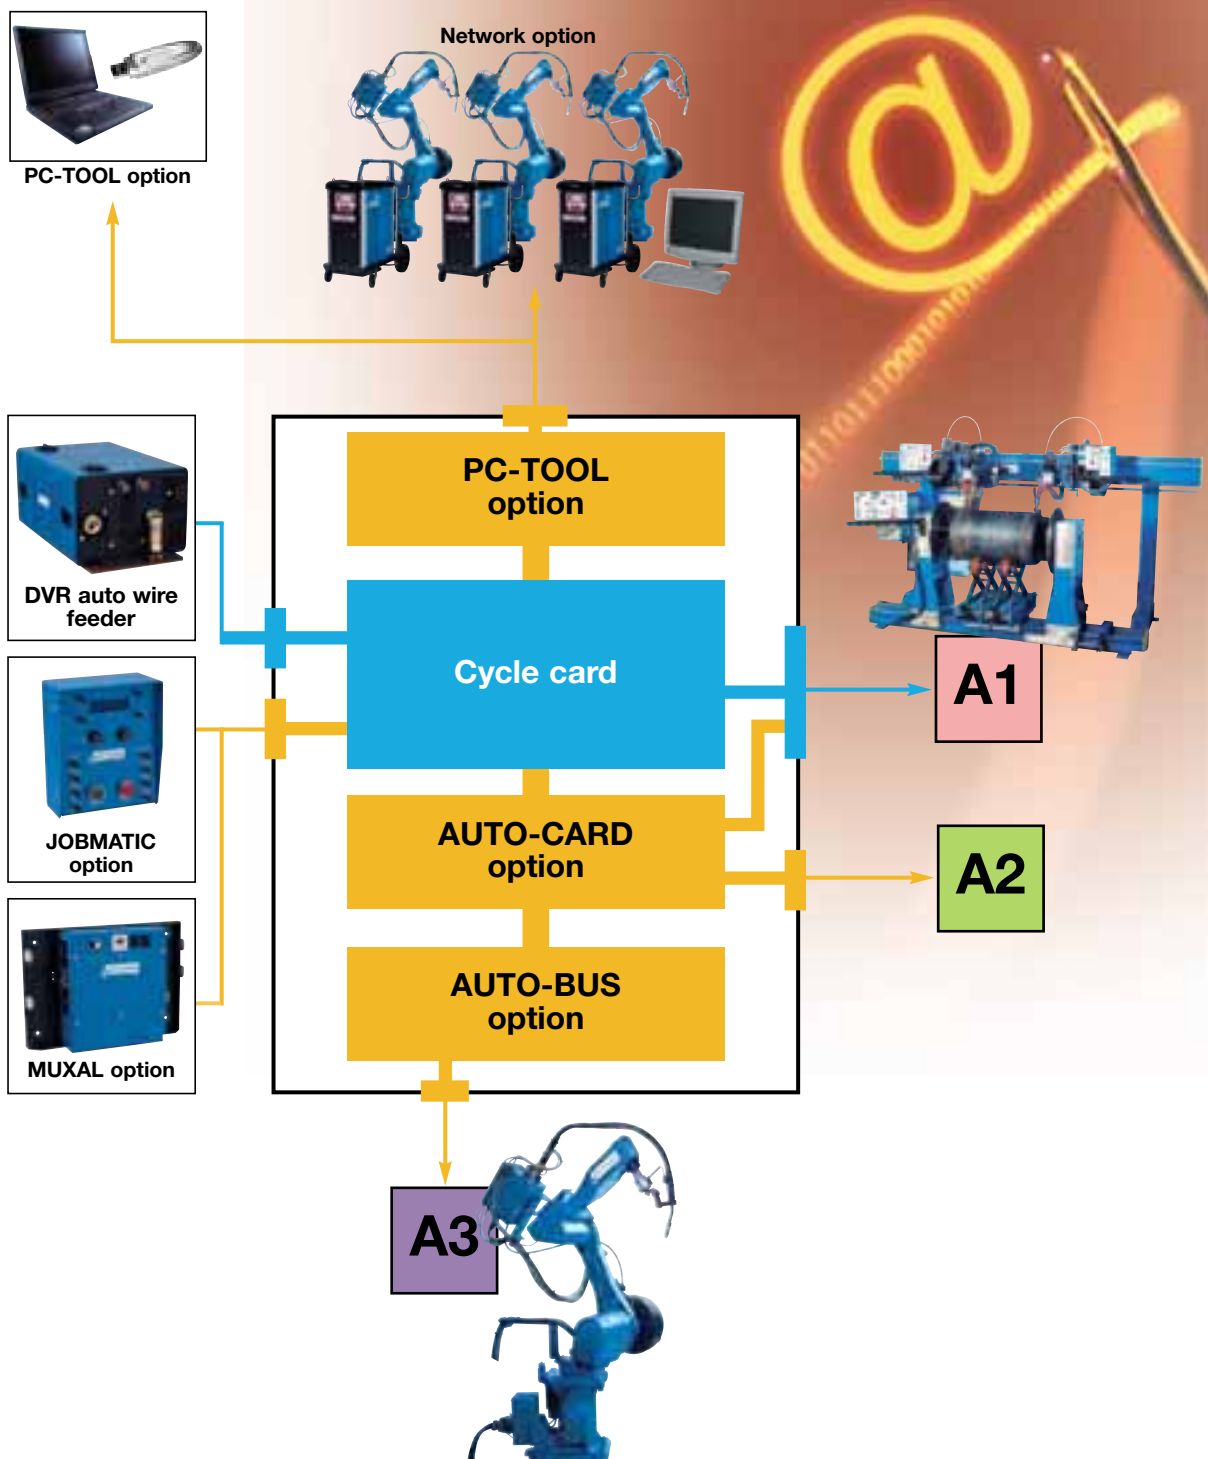 Network option
PC-TOOL option
@
PC-TOOL
option
DVR auto wire
feeder
Cycle card
A1
JOBMATIC
option
AUTO-CARD
option
A2
MUXAL option
AUTO-BUS
option
A3